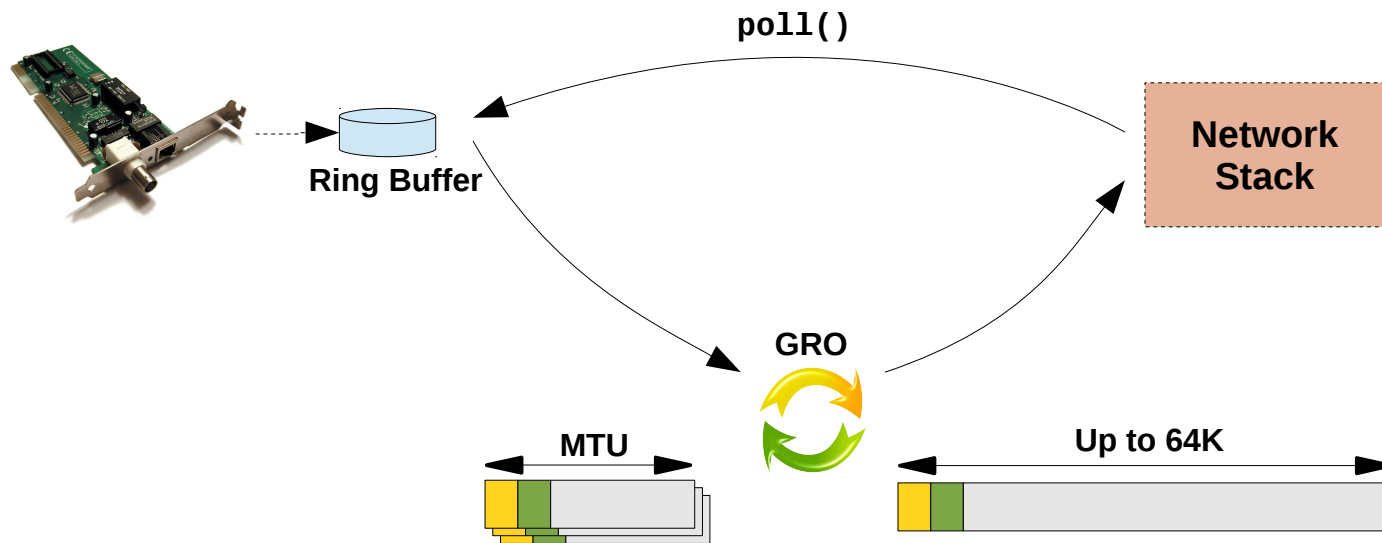 poll()
Network
Stack
Ring Buffer
GRO
MTU
Up to 64K